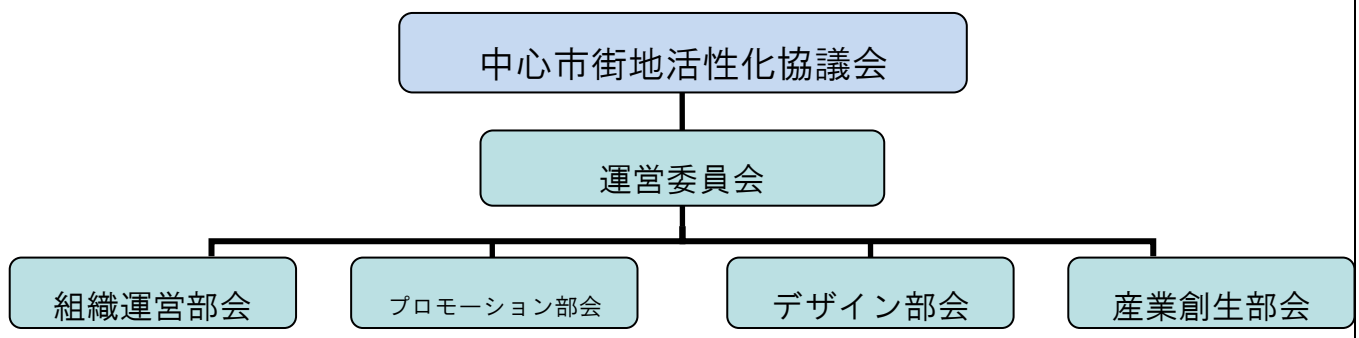 中心市街地活性化協議会
運営委員会
組織運営部会
プロモーション部会
デザイン部会
産業創生部会